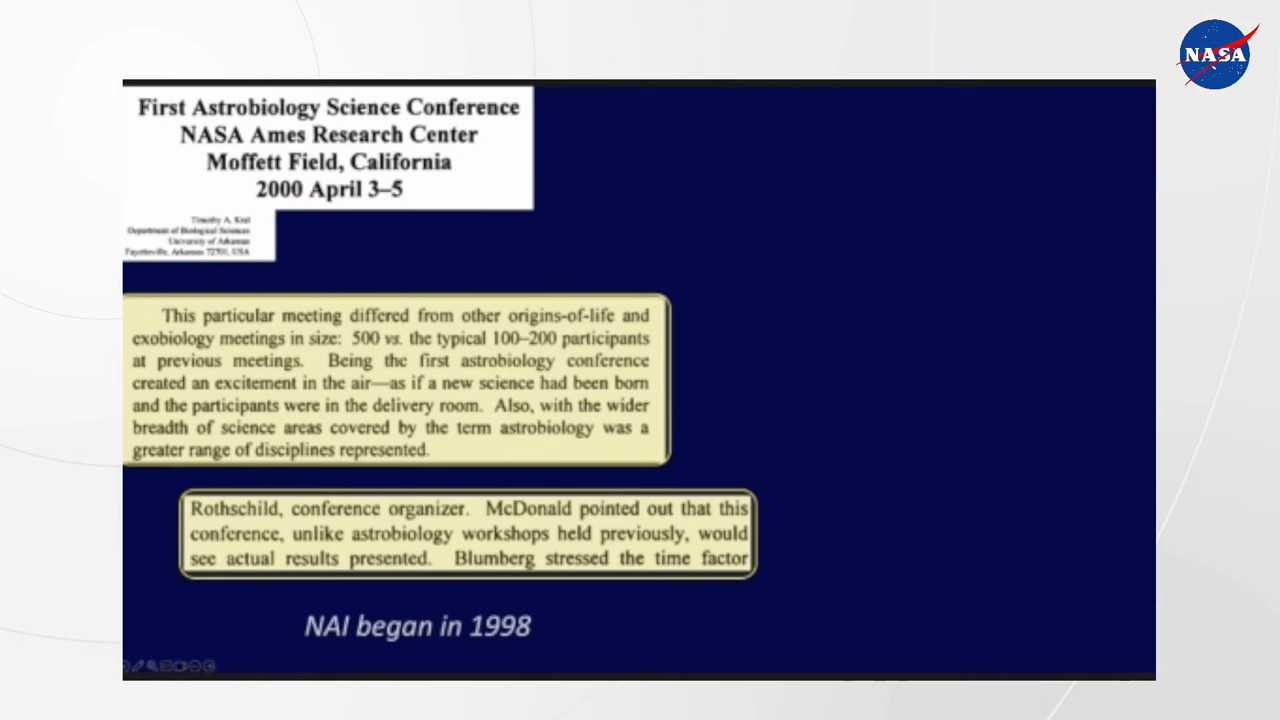 NASA
First Astrobiology Science Conference
NASA Ames Research Center
Moffett Field, California
2000 April 3–5
Timothy A. Kral
Department of Biological Sciences
University of Arkansas
Fayetteville, Arkansas 72701, USA
This particular meeting differed from other origins-of-life and
exobiology meetings in size: 500 vs. the typical 100–200 participants
at previous meetings. Being the first astrobiology conference
created an excitement in the air—as if a new science had been born
and the participants were in the delivery room. Also, with the wider
breadth of science areas covered by the term astrobiology was a
greater range of disciplines represented.
Rothschild, conference organizer. McDonald pointed out that this
conference, unlike astrobiology workshops held previously, would
see actual results presented. Blumberg stressed the time factor
NAI began in 1998